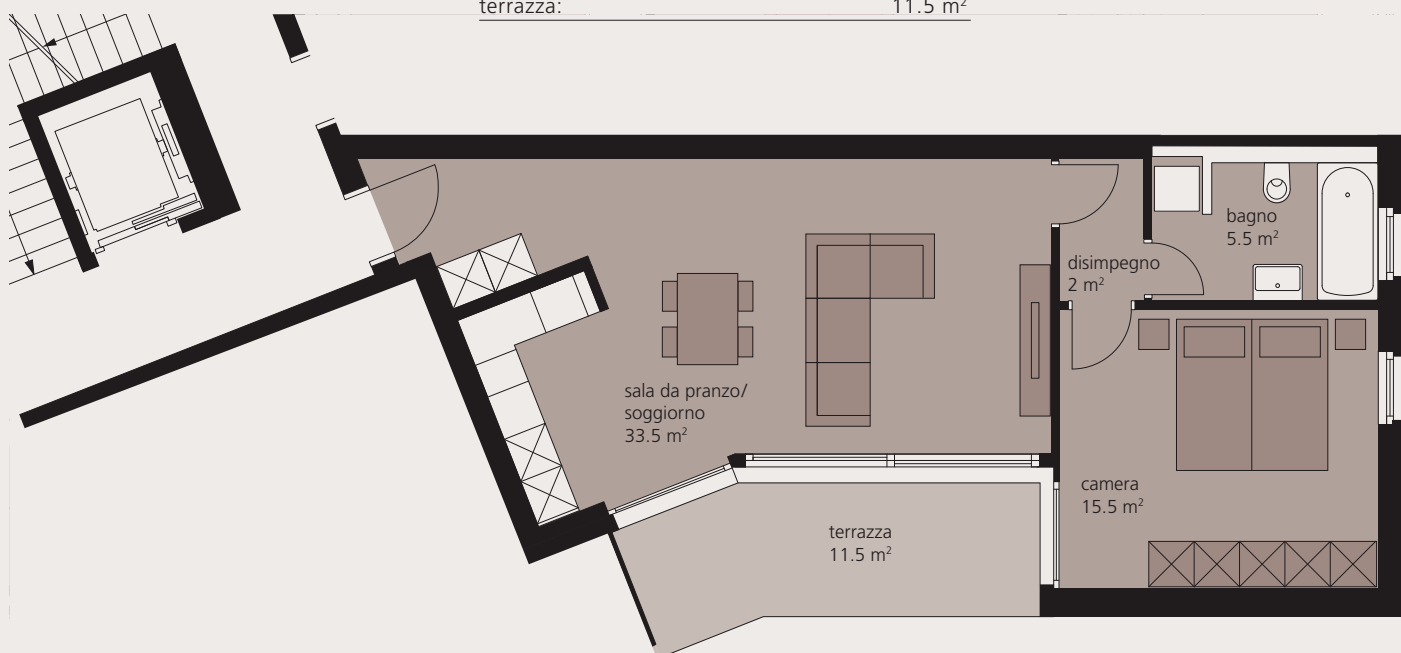 terrazza: 11.5 m²
bagno
5.5 m²
disimpegno
2 m²
sala da pranzo/
soggiorno
33.5 m²
camera
15.5 m²
terrazza
11.5 m²